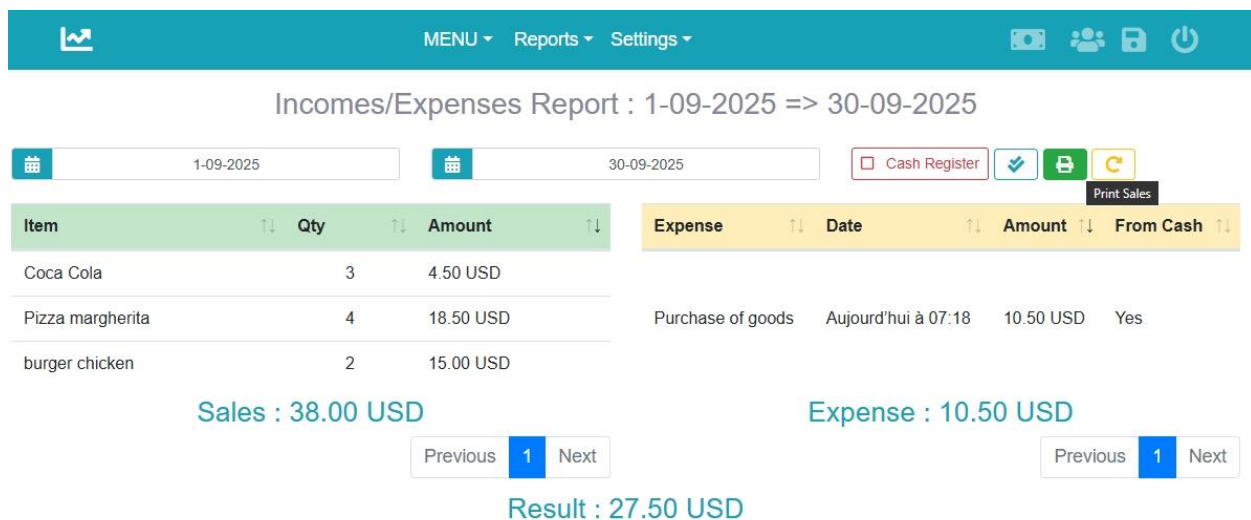 MENU Reports Settings
Incomes/Expenses Report : 1-09-2025 => 30-09-2025
1-09-2025 30-09-2025 Cash Register
Print Sales
Item Qty Amount Expense Date Amount From Cash
Coca Cola 3 4.50 USD
Pizza margherita 4 18.50 USD Purchase of goods Aujourd'hui à 07:18 10.50 USD Yes
burger chicken 2 15.00 USD
Sales : 38.00 USD Expense : 10.50 USD
Previous 1 Next Previous 1 Next
Result : 27.50 USD